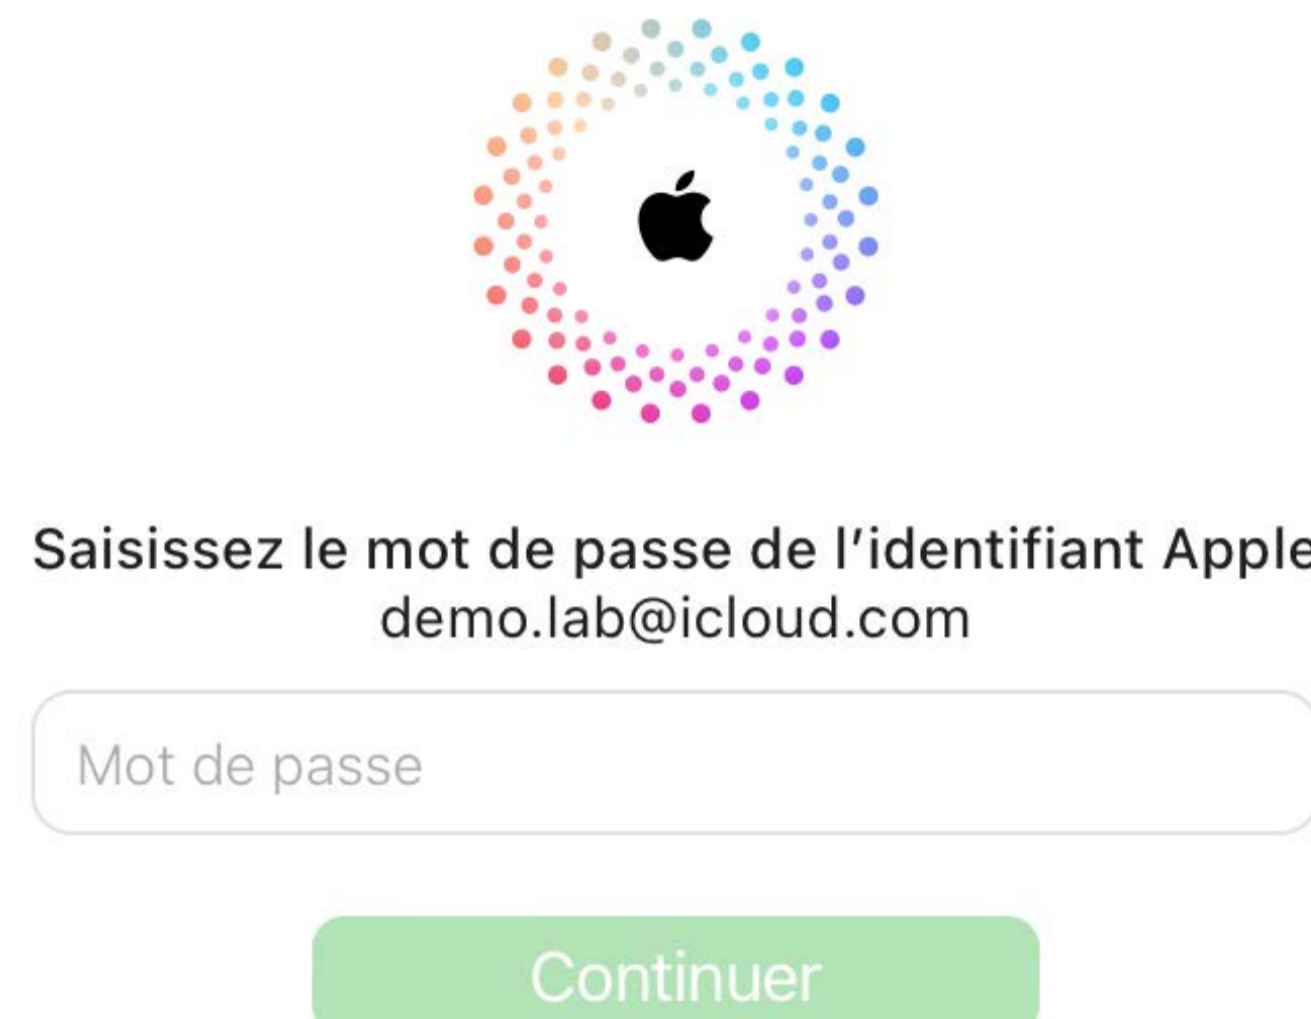 Saisissez le mot de passe de l’identifiant Apple
demo.lab@icloud.com
Mot de passe
Continuer